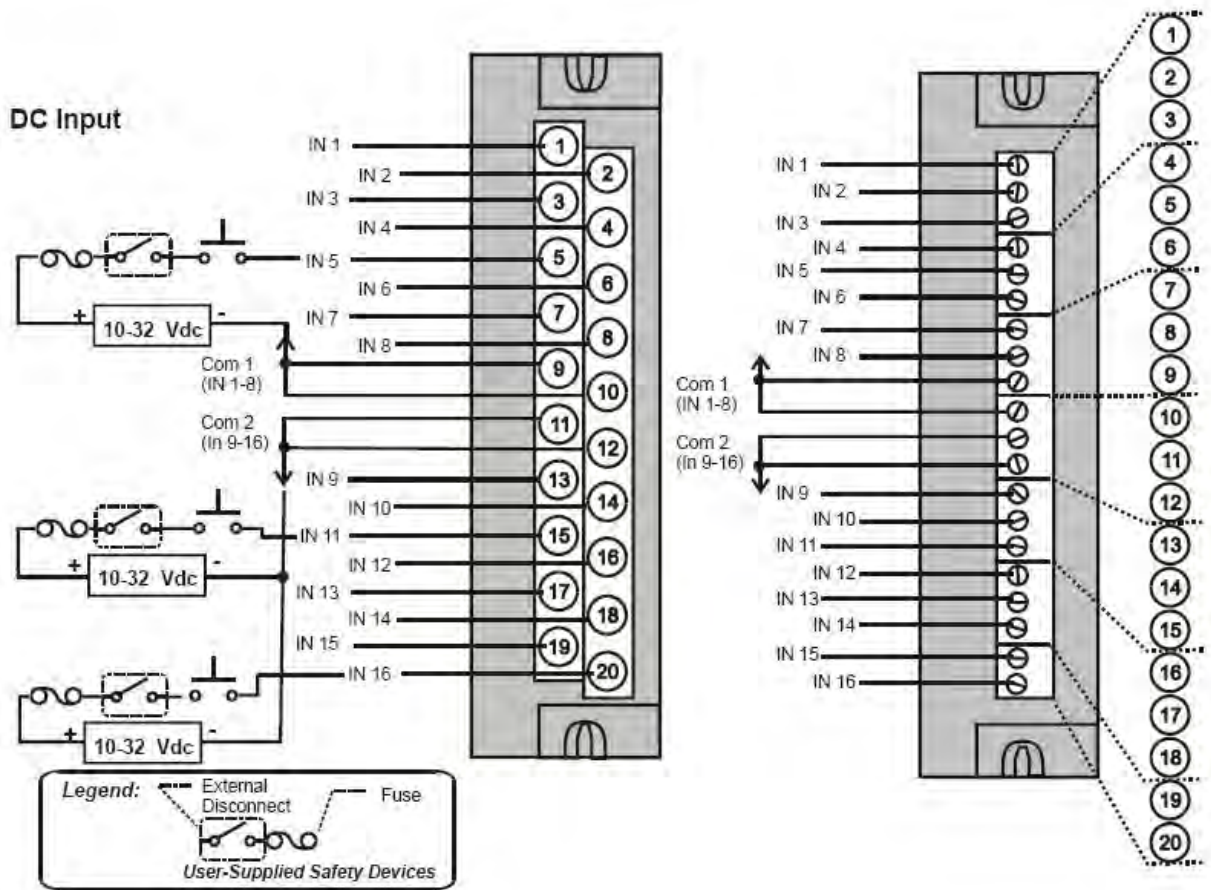 DC Input
IN 1
IN 2
IN 3
IN 4
IN 5
IN 6
IN 7
IN 8
+ 10-32 Vdc -
Com 1
(IN 1-8)
Com 2
(In 9-16)
IN 9
IN 10
IN 11
IN 12
+ 10-32 Vdc -
IN 13
IN 14
IN 15
IN 16
+ 10-32 Vdc -
1
2
3
4
5
6
7
8
9
10
11
12
13
14
15
16
17
18
19
20
Legend: External
Disconnect
Fuse
User-Supplied Safety Devices
IN 1
IN 2
IN 3
IN 4
IN 5
IN 6
IN 7
IN 8
Com 1
(IN 1-8)
Com 2
(In 9-16)
IN 9
IN 10
IN 11
IN 12
IN 13
IN 14
IN 15
IN 16
1
2
3
4
5
6
7
8
9
10
11
12
13
14
15
16
17
18
19
20